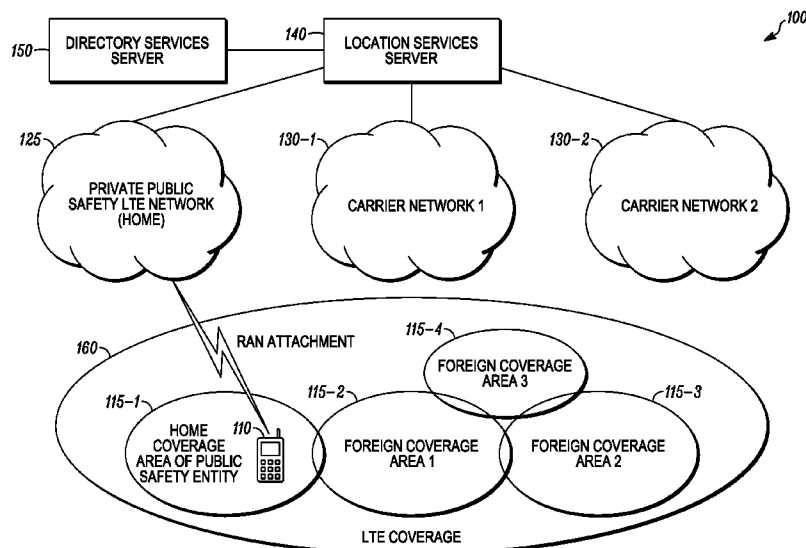 100
150
DIRECTORY SERVICES
SERVER
140
LOCATION SERVICES
SERVER
125
PRIVATE PUBLIC
SAFETY LTE NETWORK
(HOME)
130-1
CARRIER NETWORK 1
130-2
CARRIER NETWORK 2
160
RAN ATTACHMENT
115-4
FOREIGN COVERAGE
AREA 3
115-1
110
HOME
COVERAGE
AREA OF PUBLIC
SAFETY ENTITY
115-2
FOREIGN COVERAGE
AREA 1
115-3
FOREIGN COVERAGE
AREA 2
LTE COVERAGE